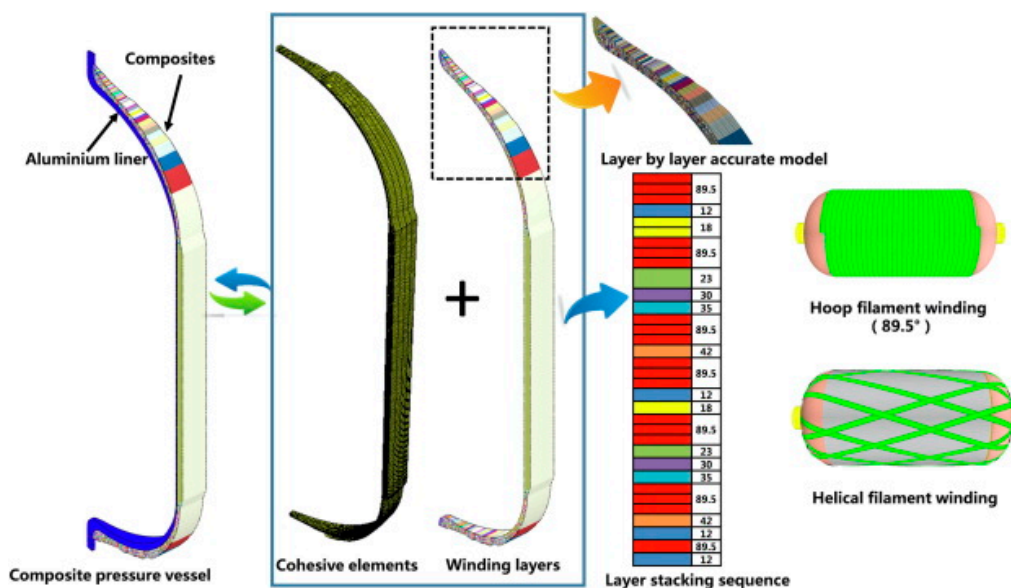 Composites
Aluminium liner
Composite pressure vessel
Cohesive elements
Winding layers
Layer by layer accurate model
89.5
12
18
89.5
23
30
35
89.5
42
89.5
12
18
89.5
23
30
35
89.5
42
12
89.5
12
Layer stacking sequence
Hoop filament winding
( 89.5° )
Helical filament winding